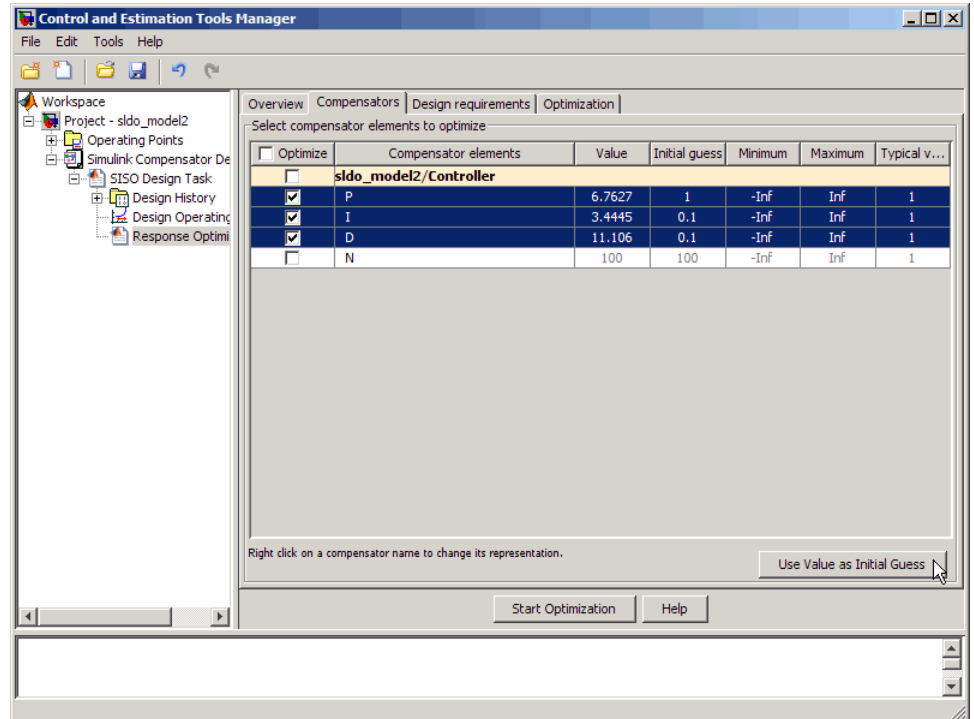 Control and Estimation Tools Manager
File Edit Tools Help
Workspace
Project - sldo_model2
Operating Points
Simulink Compensator De
SISO Design Task
Design History
Design Operating
Response Optimi
Overview Compensators Design requirements Optimization
Select compensator elements to optimize
Optimize Compensator elements Value Initial guess Minimum Maximum Typical v...
sldo_model2/Controller
P 6.7627 1 -Inf Inf 1
I 3.4445 0.1 -Inf Inf 1
D 11.106 0.1 -Inf Inf 1
N 100 100 -Inf Inf 1
Right click on a compensator name to change its representation.
Use Value as Initial Guess
Start Optimization Help